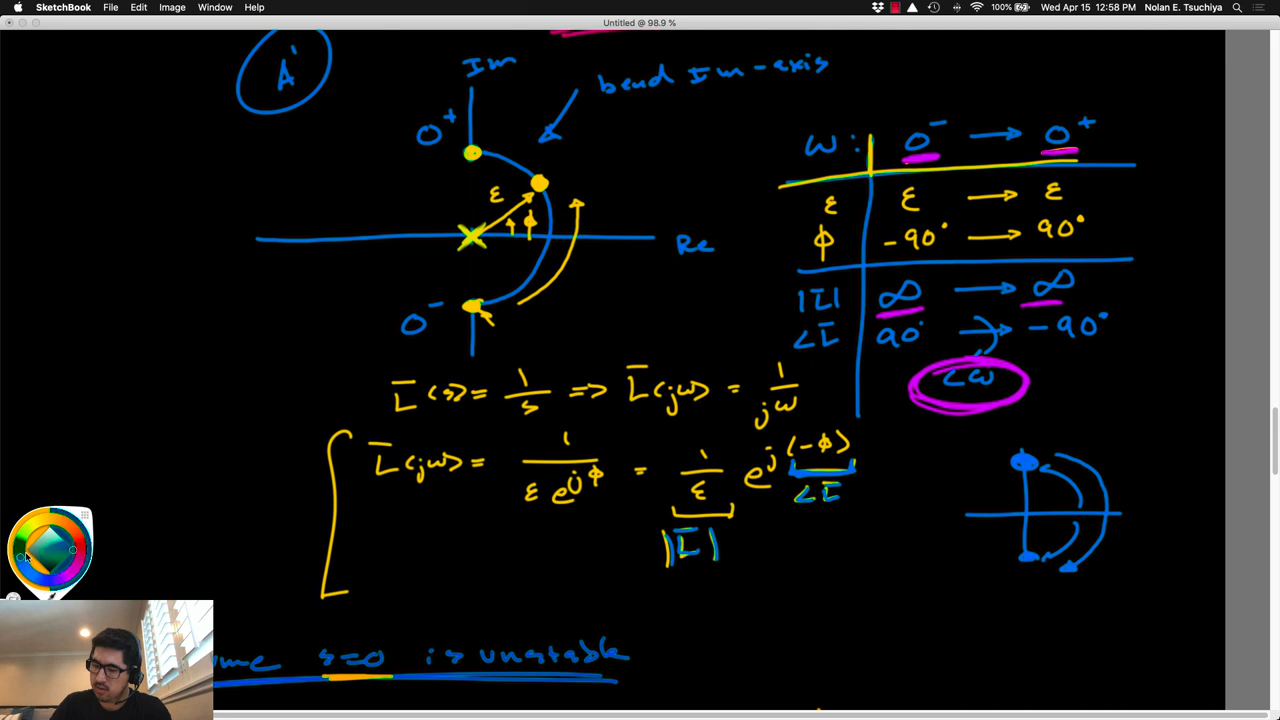 SketchBook File Edit Image Window Help 100% Wed Apr 15 12:58 PM Nolan E. Tsuchiya
Untitled @ 98.9 %
A'
Im
bend Im-axis
0⁺
ω: 0⁻ → 0⁺
ε ε → ε
ε
ϕ
ϕ -90° → 90°
Re
|L̄| ∞ → ∞
0⁻
∠L̄ 90° → -90°
CW
L̄(s) = 1/s => L̄(jω) = 1/jω
L̄(jω) = 1/(ε e^{jϕ}) = 1/ε e^{j(-ϕ)}
∠L̄
|L̄|
s=0 is unstable